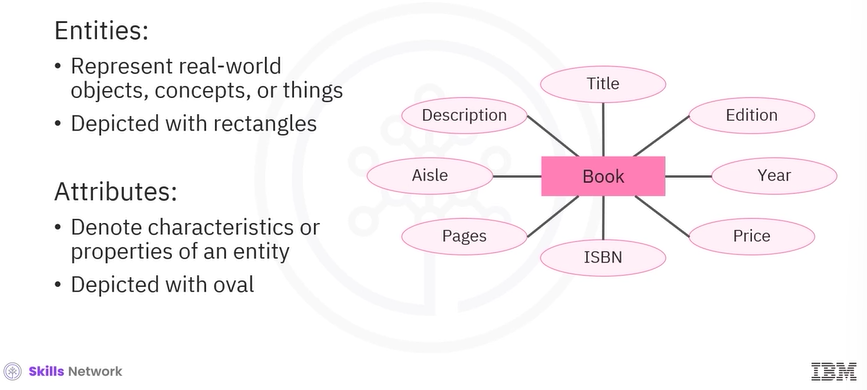 Entities:
• Represent real-world
objects, concepts, or things
• Depicted with rectangles
Attributes:
• Denote characteristics or
properties of an entity
• Depicted with oval
Title
Description
Edition
Aisle
Book
Year
Pages
Price
ISBN
Skills Network
IBM